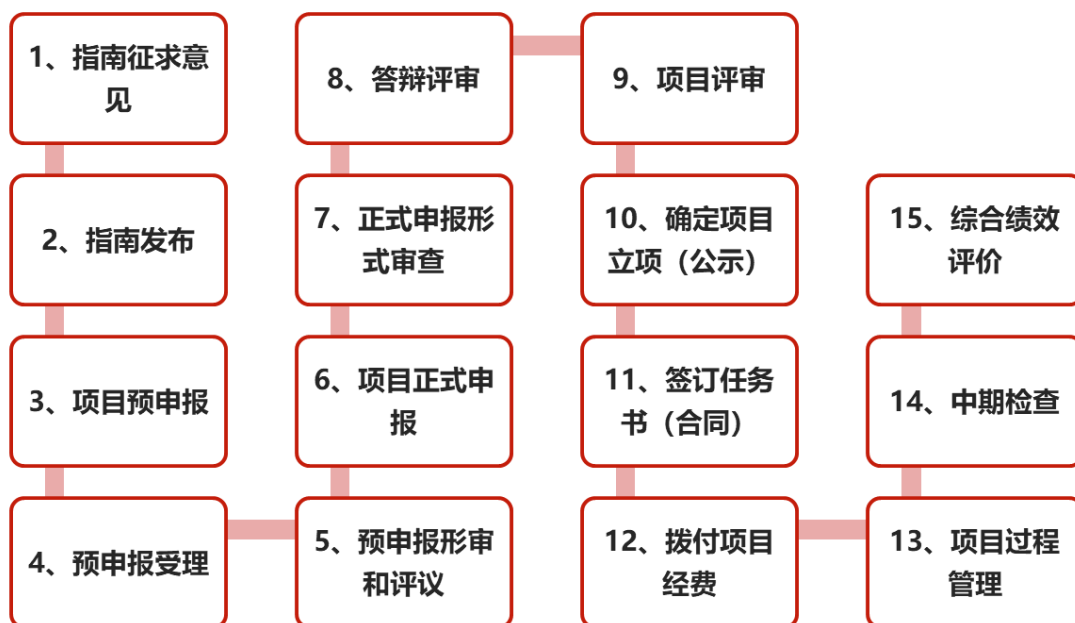 1、指南征求意
见
2、指南发布
3、项目预申报
4、预申报受理
5、预申报形审
和评议
6、项目正式申
报
7、正式申报形
式审查
8、答辩评审
9、项目评审
10、确定项目
立项（公示）
11、签订任务
书（合同）
12、拨付项目
经费
13、项目过程
管理
14、中期检查
15、综合绩效
评价